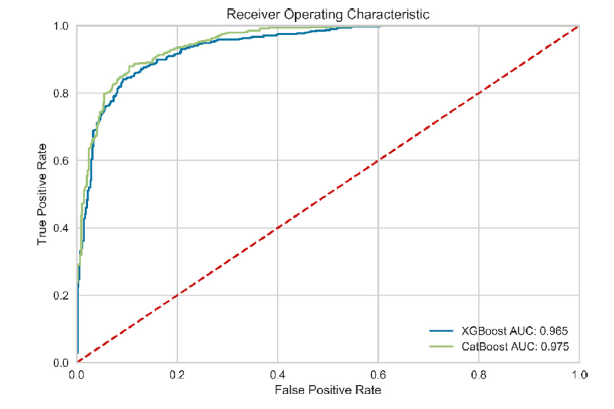 Receiver Operating Characteristic
1.0
0.8
0.6
0.4
0.2
0.0
True Positive Rate
XGBoost AUC: 0.965
CatBoost AUC: 0.975
0.0 0.2 0.4 0.6 0.8 1.0
False Positive Rate